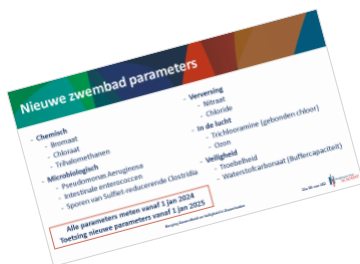 Nieuwe zwembad parameters
- Chemisch
- Bromaat
- Chloraat
- Trihalomethanen
- Microbiologisch
- Pseudomonas Aeruginosa
- Intestinale enterococcen
- Sporen van Sulfiet-reducerende Clostridia
Alle parameters meten vanaf 1 jan 2024
Toetsing nieuwe parameters vanaf 1 jan 2025
- Verversing
- Nitraat
- Chloride
- In de lucht
- Trichlooramine (gebonden chloor)
- Ozon
- Veiligheid
- Troebelheid
- Waterstofcarbonaat (Buffercapaciteit)